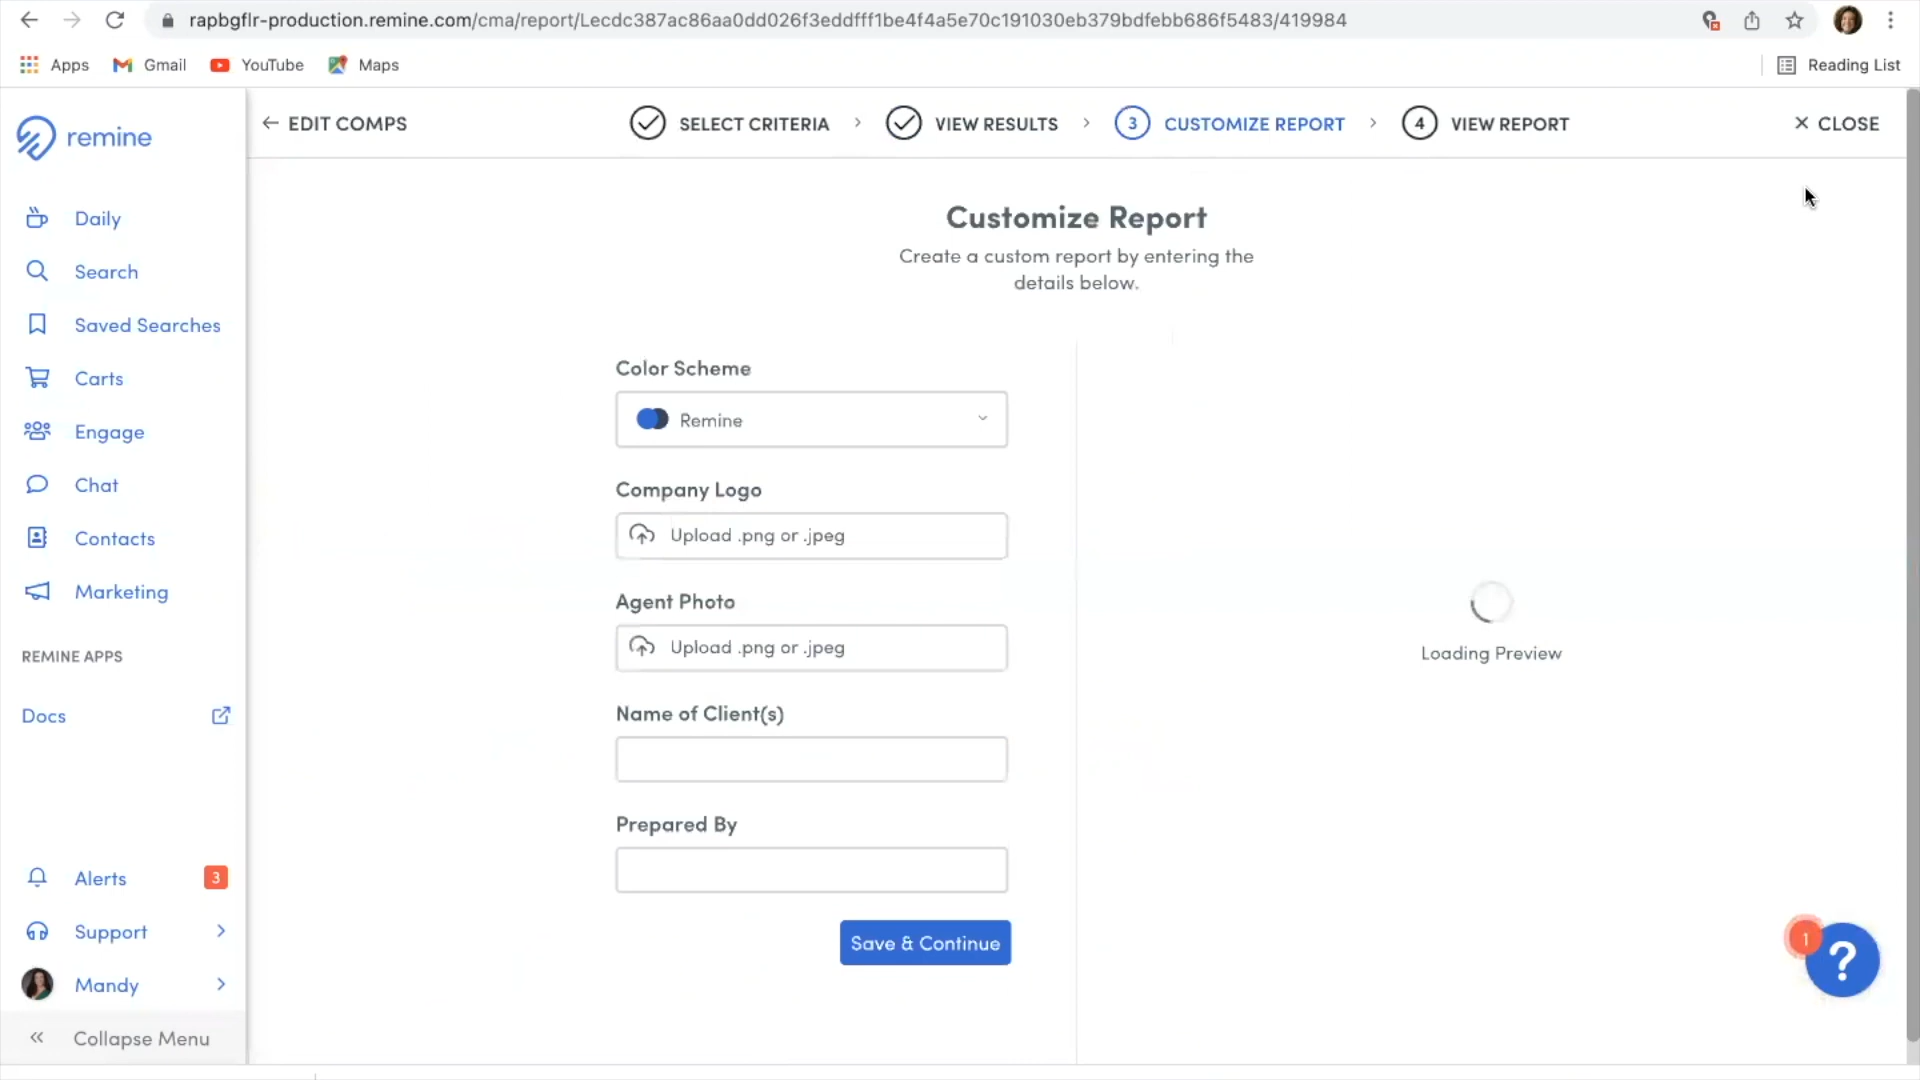 rapbgflr-production.remine.com/cma/report/Lecdc387ac86aa0dd026f3eddfff1be4f4a5e70c191030eb379bdfebb686f5483/419984
Apps
Gmail
YouTube
Maps
Reading List
remine
EDIT COMPS
SELECT CRITERIA
VIEW RESULTS
3 CUSTOMIZE REPORT
4 VIEW REPORT
CLOSE
Daily
Search
Saved Searches
Carts
Engage
Chat
Contacts
Marketing
REMINE APPS
Docs
Alerts 3
Support
Mandy
Collapse Menu
Customize Report
Create a custom report by entering the
details below.
Color Scheme
Remine
Company Logo
Upload .png or .jpeg
Agent Photo
Upload .png or .jpeg
Name of Client(s)
Prepared By
Save & Continue
Loading Preview
1
?